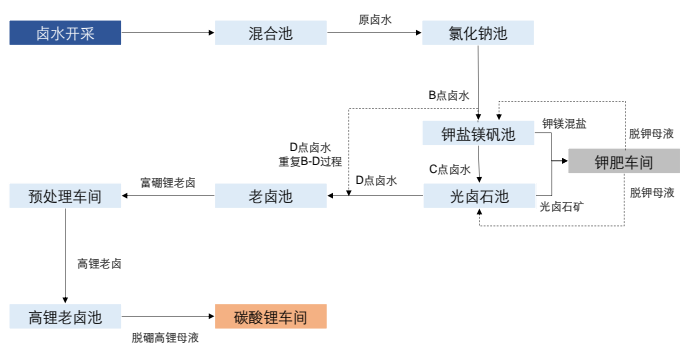 卤水开采
混合池
原卤水
氯化钠池
B点卤水
钾盐镁矾池
钾镁混盐
脱钾母液
钾肥车间
D点卤水
重复B-D过程
C点卤水
D点卤水
光卤石矿
脱钾母液
预处理车间
富硼锂老卤
老卤池
光卤石池
高锂老卤
高锂老卤池
脱硼高锂母液
碳酸锂车间